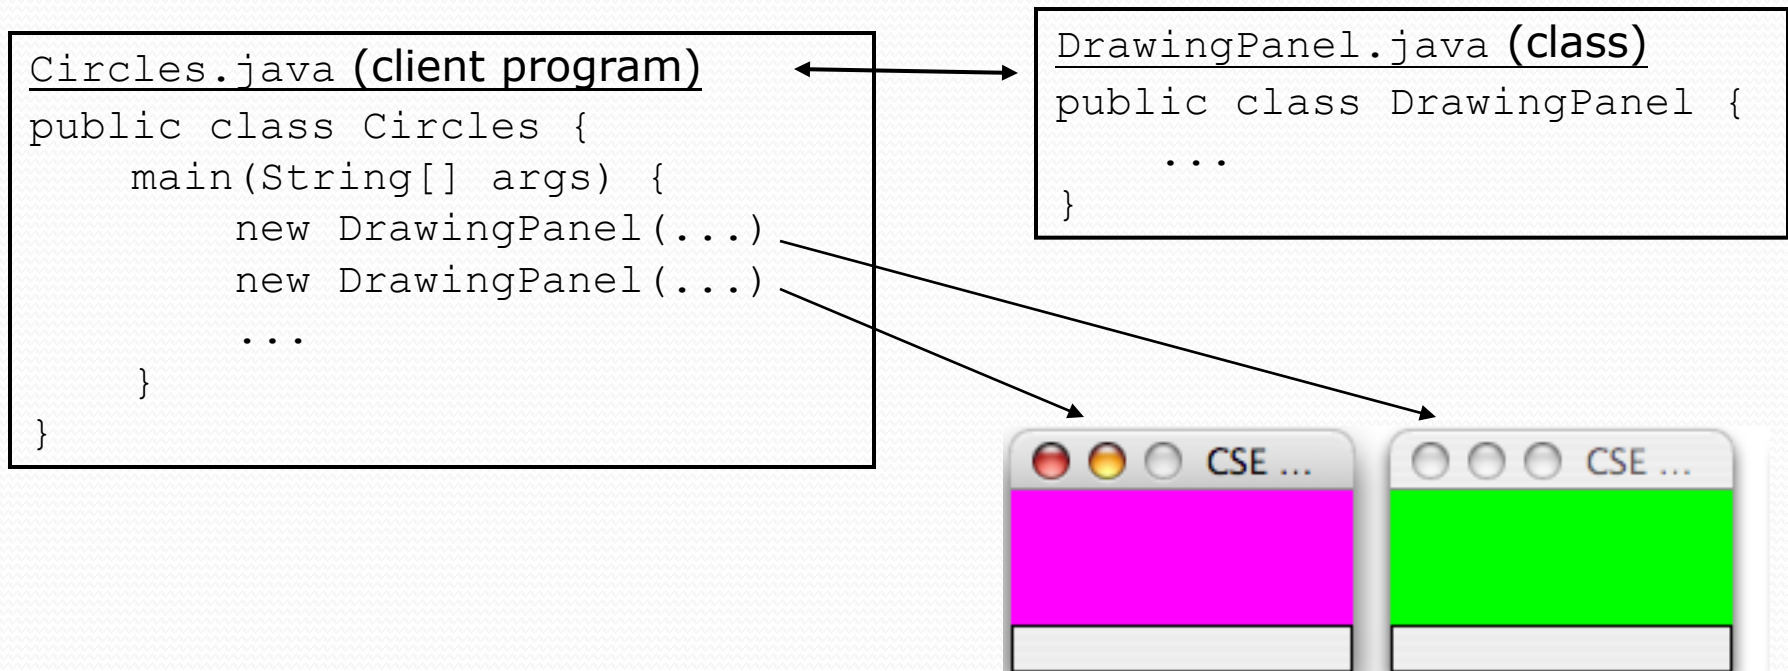 Circles.java (client program)
public class Circles {
    main(String[] args) {
        new DrawingPanel(...)
        new DrawingPanel(...)
        ...
    }
}
DrawingPanel.java (class)
public class DrawingPanel {
    ...
}
CSE ...
CSE ...